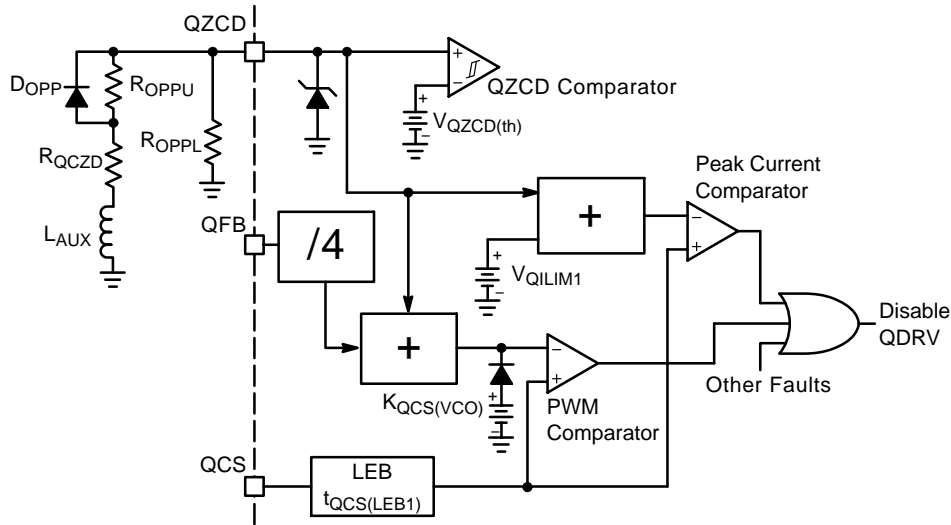 QZCD
DOPP
ROPPU
ROPPL
RQCZD
LAUX
QZCD Comparator
VQZCD(th)
Peak Current
Comparator
QFB
/4
+
VQILIM1
+
KQCS(VCO)
PWM
Comparator
Disable
QDRV
Other Faults
QCS
LEB
tQCS(LEB1)